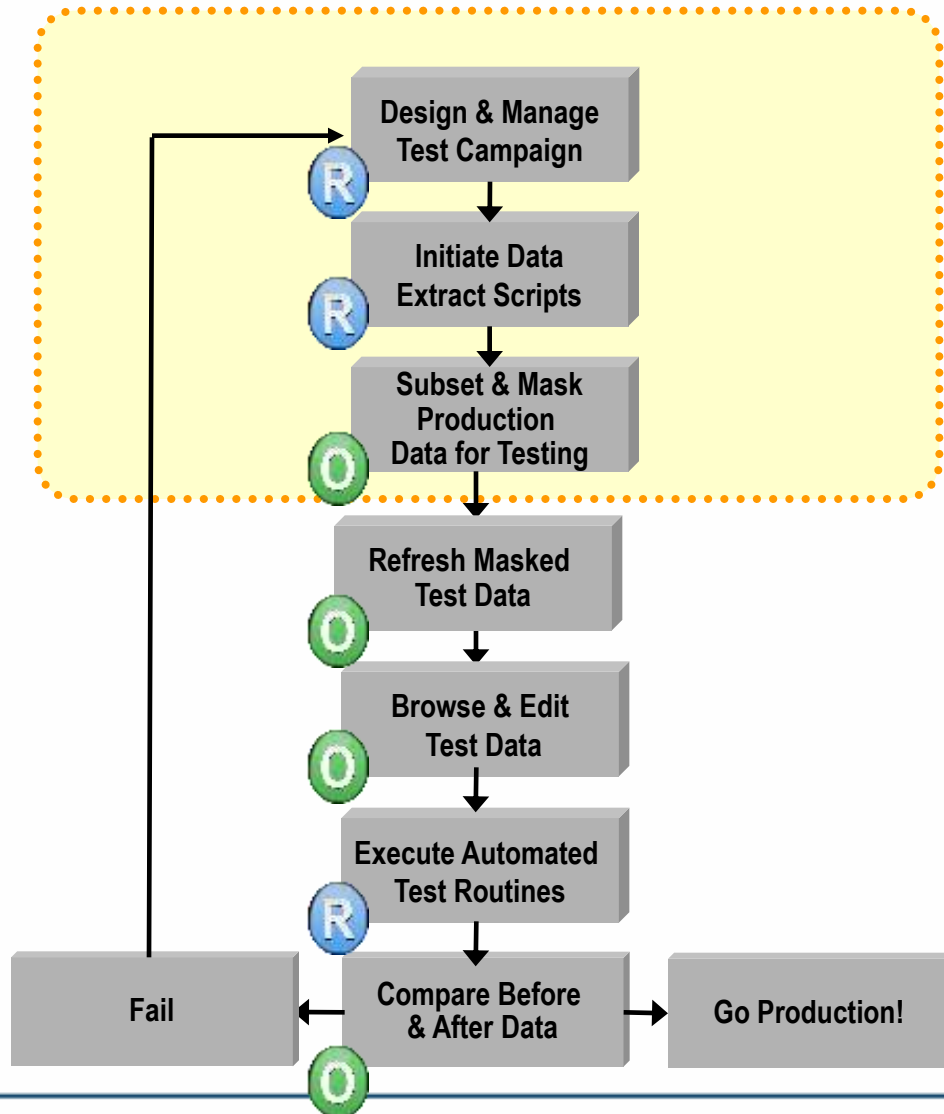 Design & Manage
Test Campaign
R
Initiate Data
Extract Scripts
R
Subset & Mask
Production
Data for Testing
O
Refresh Masked
Test Data
O
Browse & Edit
Test Data
O
Execute Automated
Test Routines
R
Fail
Compare Before
& After Data
O
Go Production!